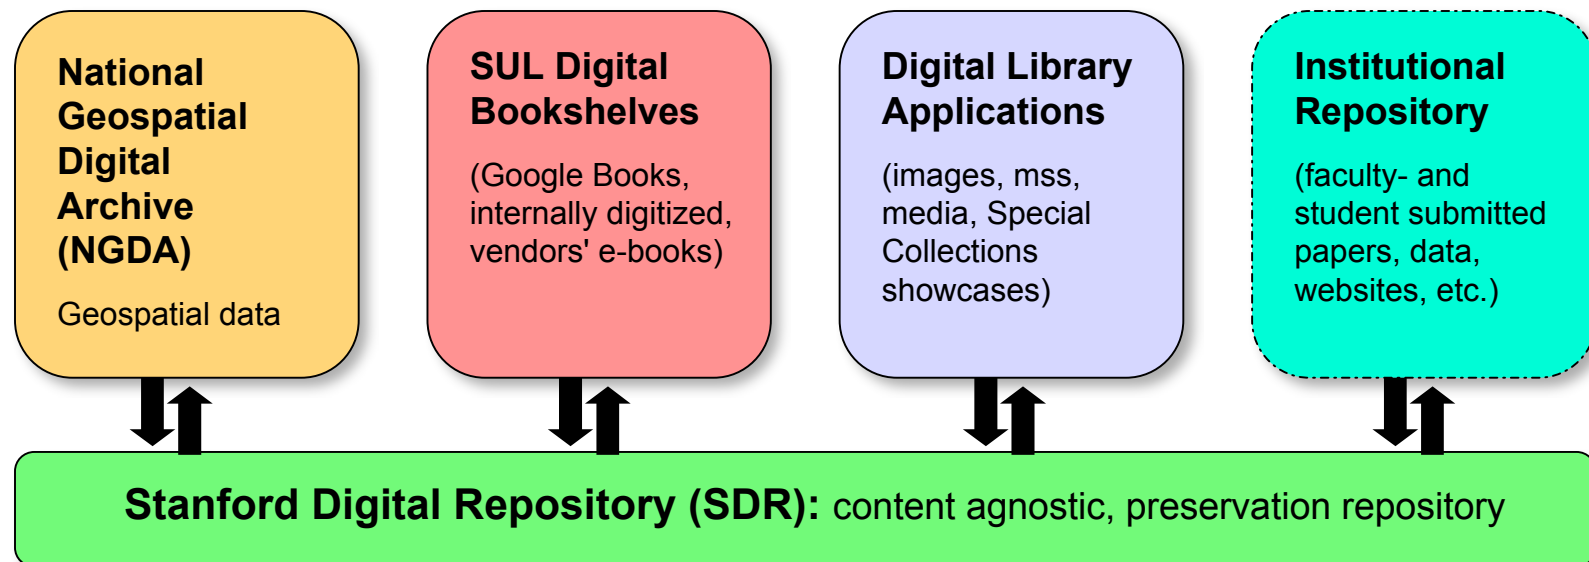 National
Geospatial
Digital
Archive
(NGDA)
Geospatial data
SUL Digital
Bookshelves
(Google Books,
internally digitized,
vendors' e-books)
Digital Library
Applications
(images, mss,
media, Special
Collections
showcases)
Institutional
Repository
(faculty- and
student submitted
papers, data,
websites, etc.)
Stanford Digital Repository (SDR): content agnostic, preservation repository